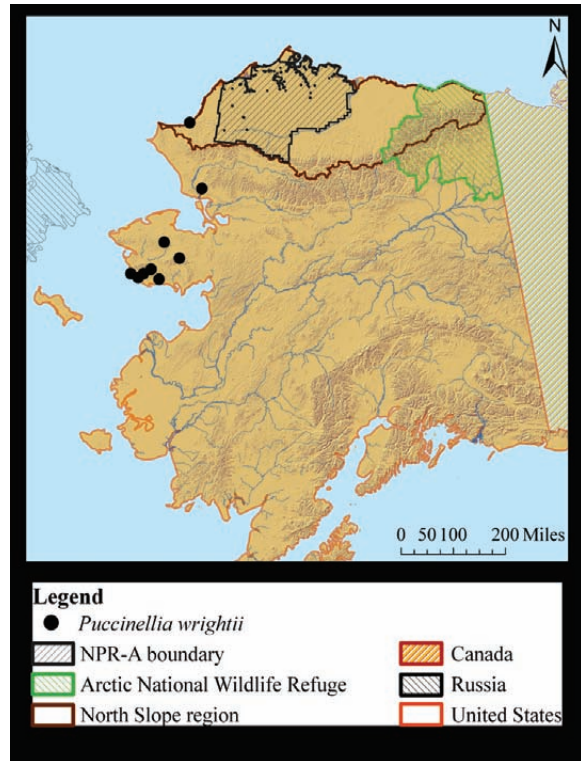 N
0 50 100 200 Miles
Legend
Puccinellia wrightii
NPR-A boundary
Arctic National Wildlife Refuge
North Slope region
Canada
Russia
United States